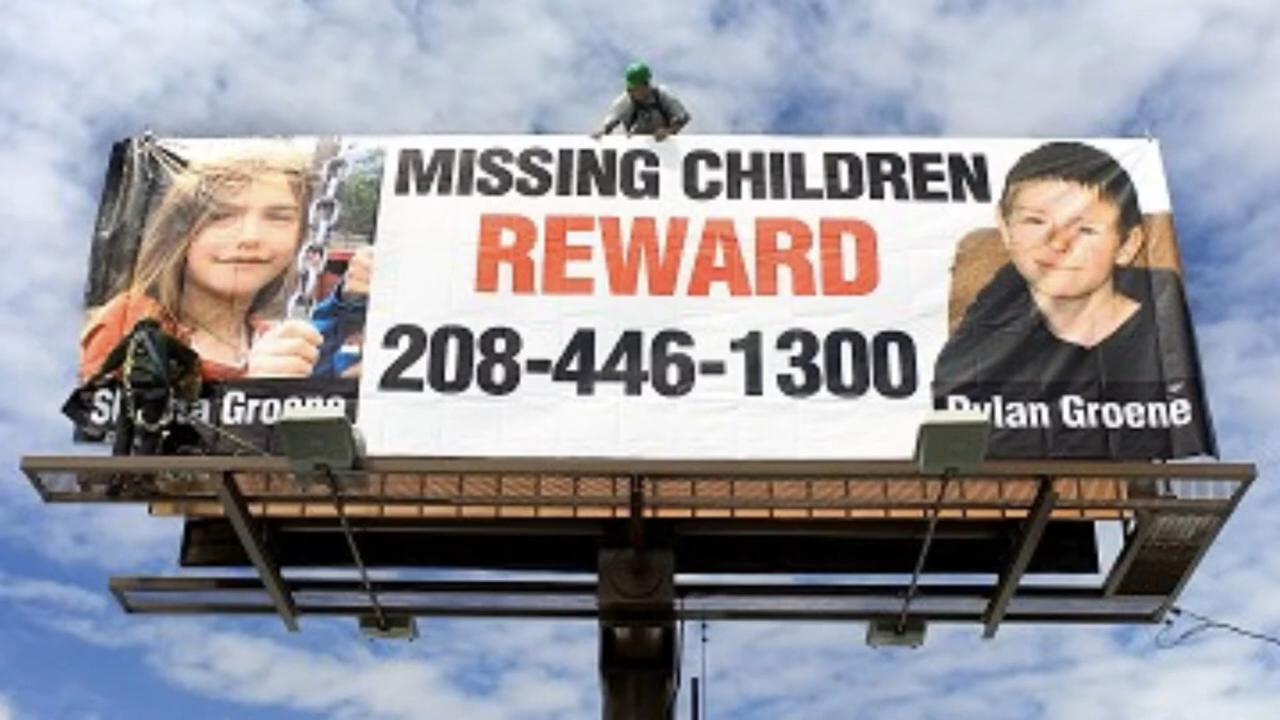 MISSING CHILDREN
REWARD
208-446-1300
Groene
Dylan Groene